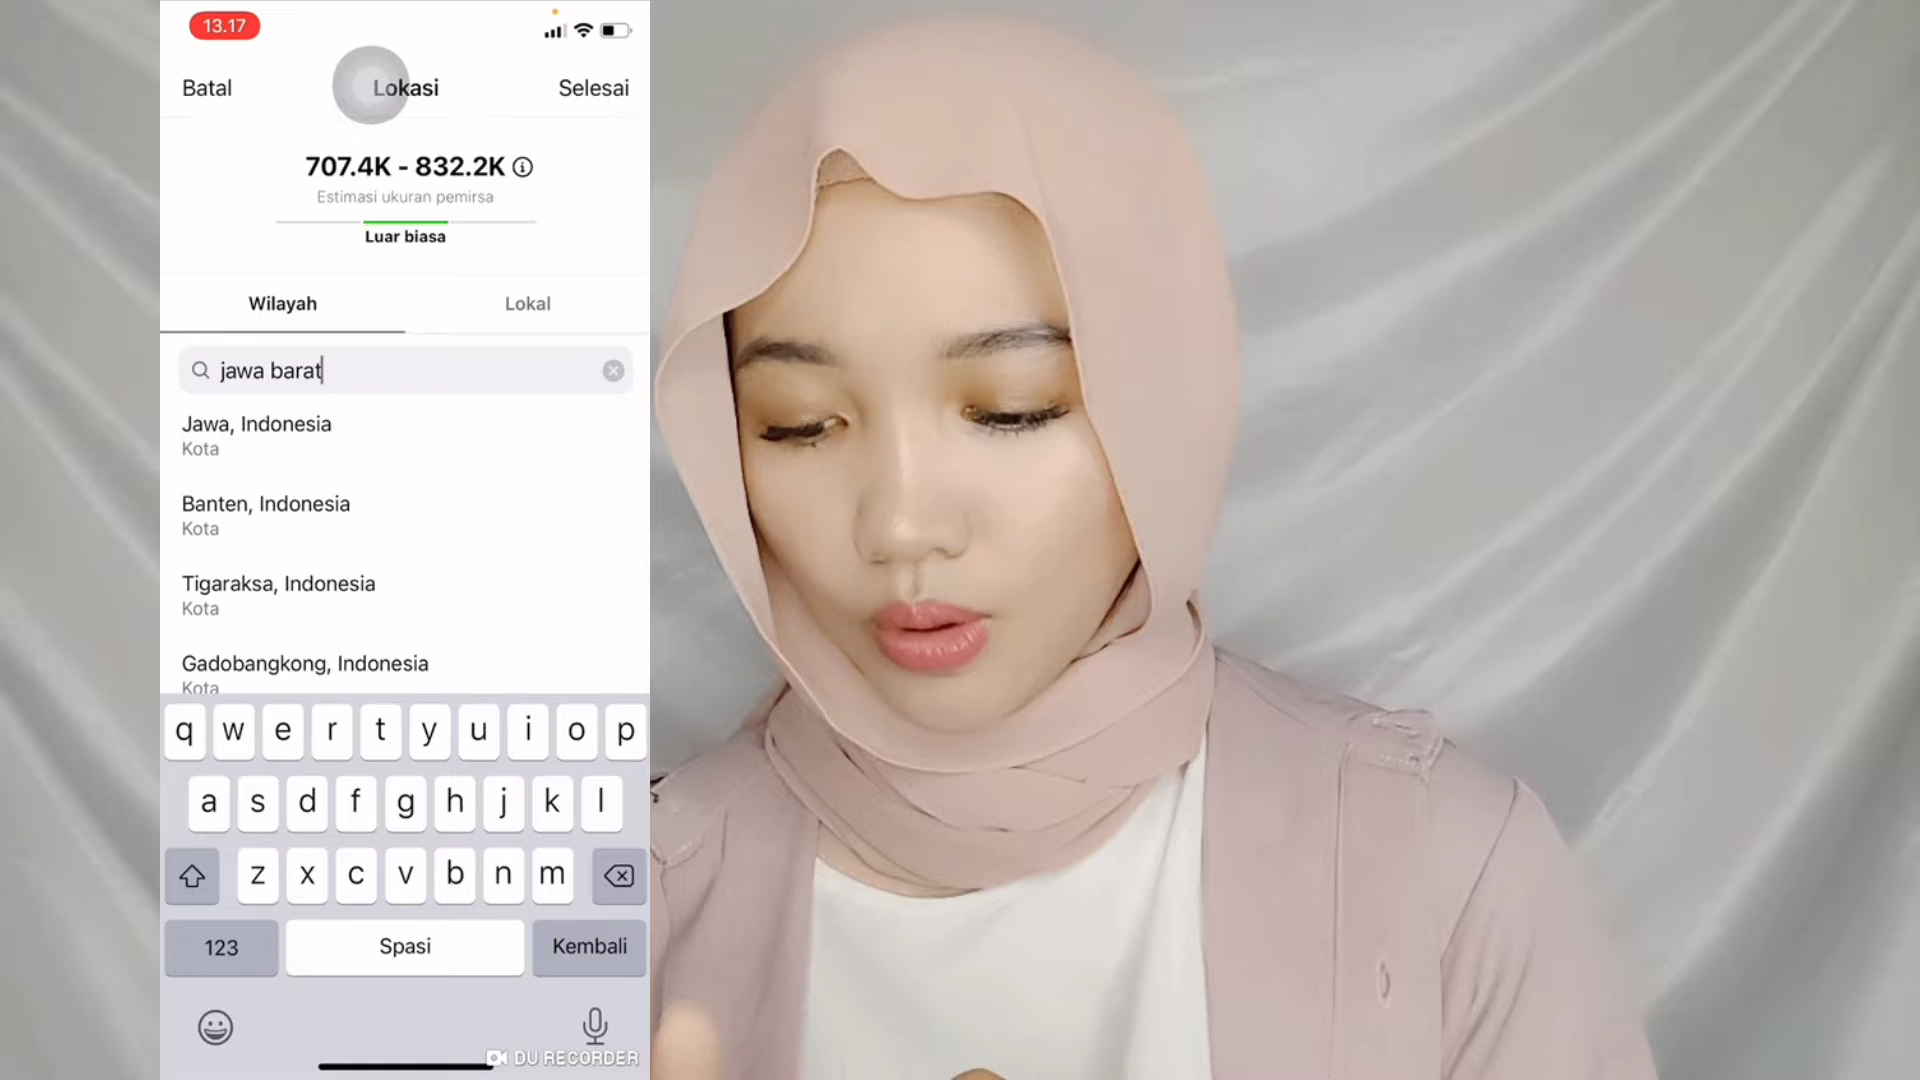 13.17
Batal
Lokasi
Selesai
707.4K - 832.2K
Estimasi ukuran pemirsa
Luar biasa
Wilayah
Lokal
jawa barat
Jawa, Indonesia
Kota
Banten, Indonesia
Kota
Tigaraksa, Indonesia
Kota
Gadobangkong, Indonesia
Kota
q w e r t y u i o p
a s d f g h j k l
z x c v b n m
123
Spasi
Kembali
DU RECORDER